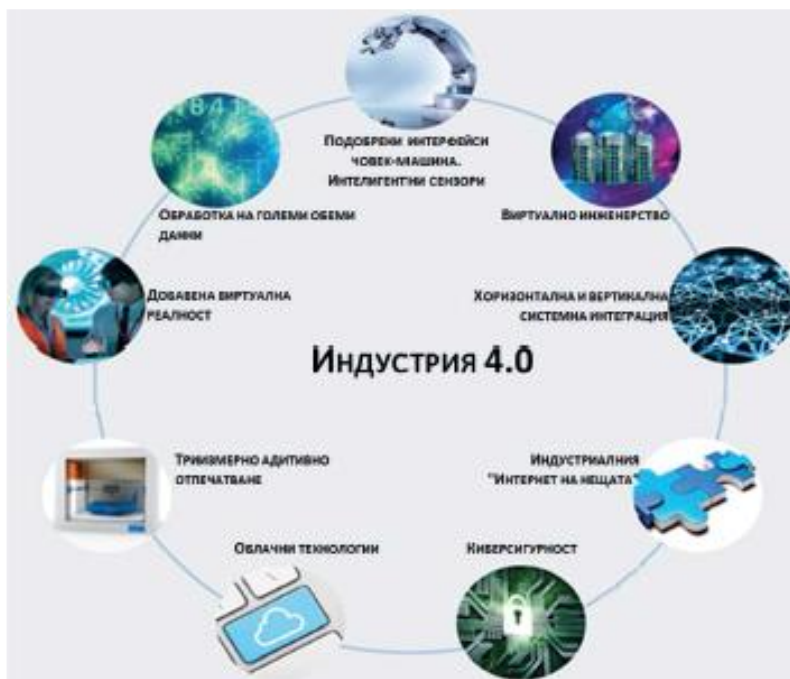 Подобрени интерфейси
човек-машина.
Интелигентни сензори
Виртуално инженерство
Хоризонтална и вертикална
системна интеграция
Индустрия 4.0
Индустриалния
"Интернет на нещата"
Киберсигурност
Облачни технологии
Триизмерно адитивно
отпечатване
Добавена виртуална
реалност
Обработка на големи обеми
данни